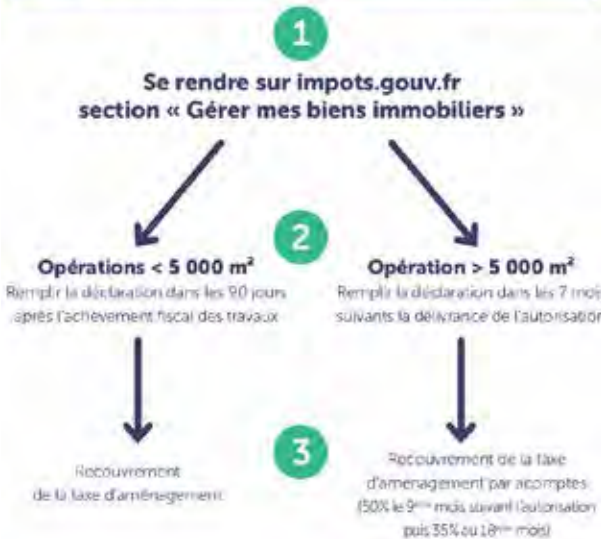 1
Se rendre sur impots.gouv.fr
section « Gérer mes biens immobiliers »
2
Opérations < 5 000 m²
Remplir la déclaration dans les 90 jours
après l'achèvement fiscal des travaux
Opération > 5 000 m²
Remplir la déclaration dans les 7 mois
suivants la délivrance de l'autorisation
3
Recouvrement
de la taxe d'aménagement
Recouvrement de la taxe
d'aménagement par acomptes
(50% le 9ème mois suivant l'autorisation
puis 35% au 18ème mois)